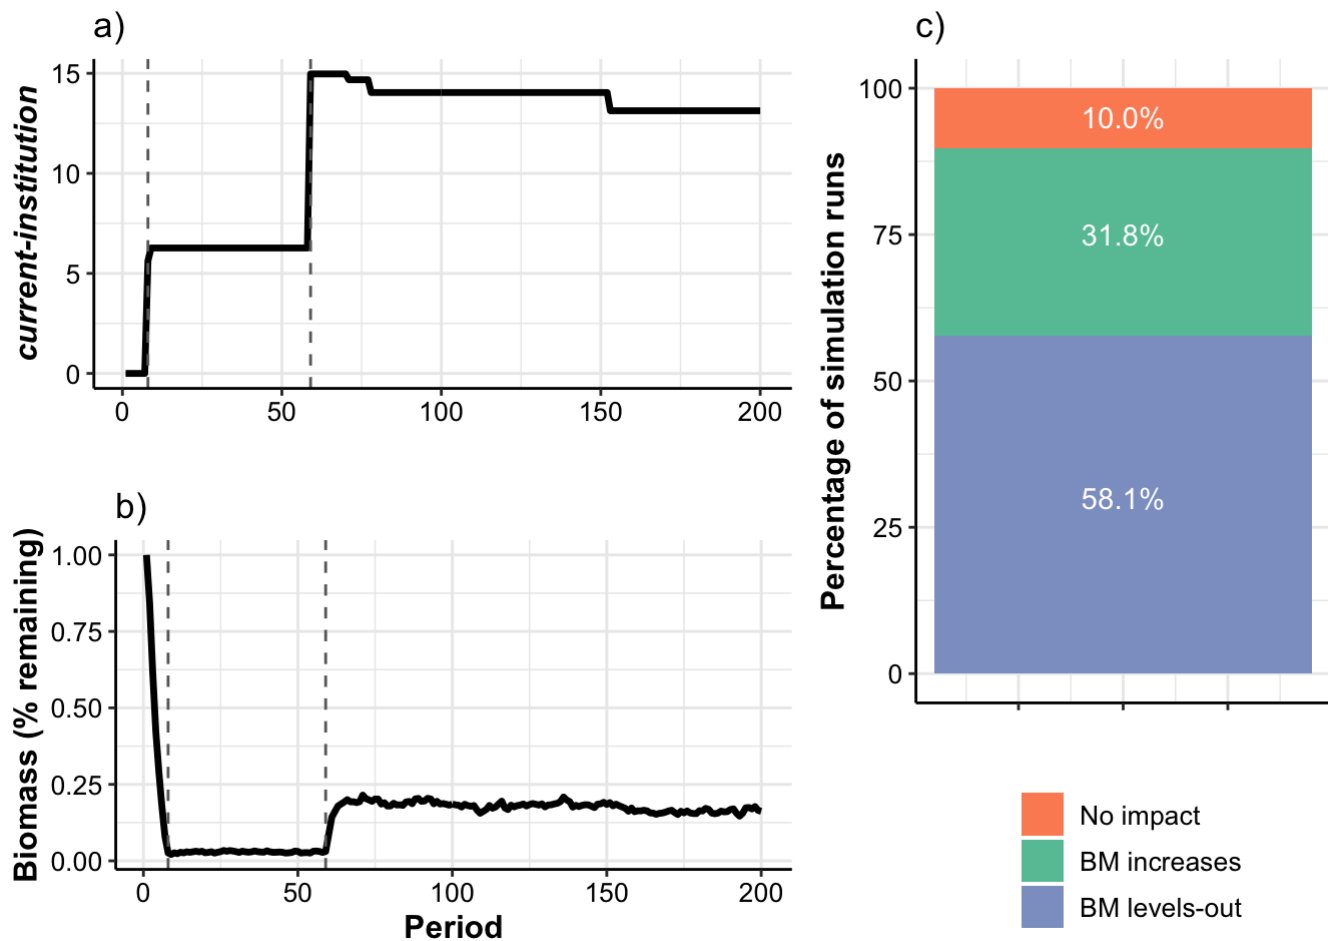 a)
current-institution
15
10
5
0
0 50 100 150 200
b)
Biomass (% remaining)
1.00
0.75
0.50
0.25
0.00
0 50 100 150 200
Period
c)
Percentage of simulation runs
100
75
50
25
0
10.0%
31.8%
58.1%
No impact
BM increases
BM levels-out